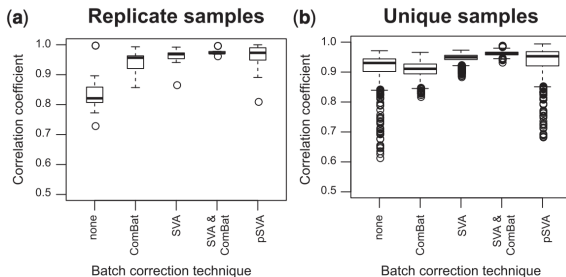 (a) Replicate samples
Correlation coefficient
1.0
0.9
0.8
0.7
0.6
0.5
none
ComBat
SVA
SVA &
ComBat
pSVA
Batch correction technique
(b) Unique samples
Correlation coefficient
1.0
0.9
0.8
0.7
0.6
0.5
none
ComBat
SVA
SVA &
ComBat
pSVA
Batch correction technique